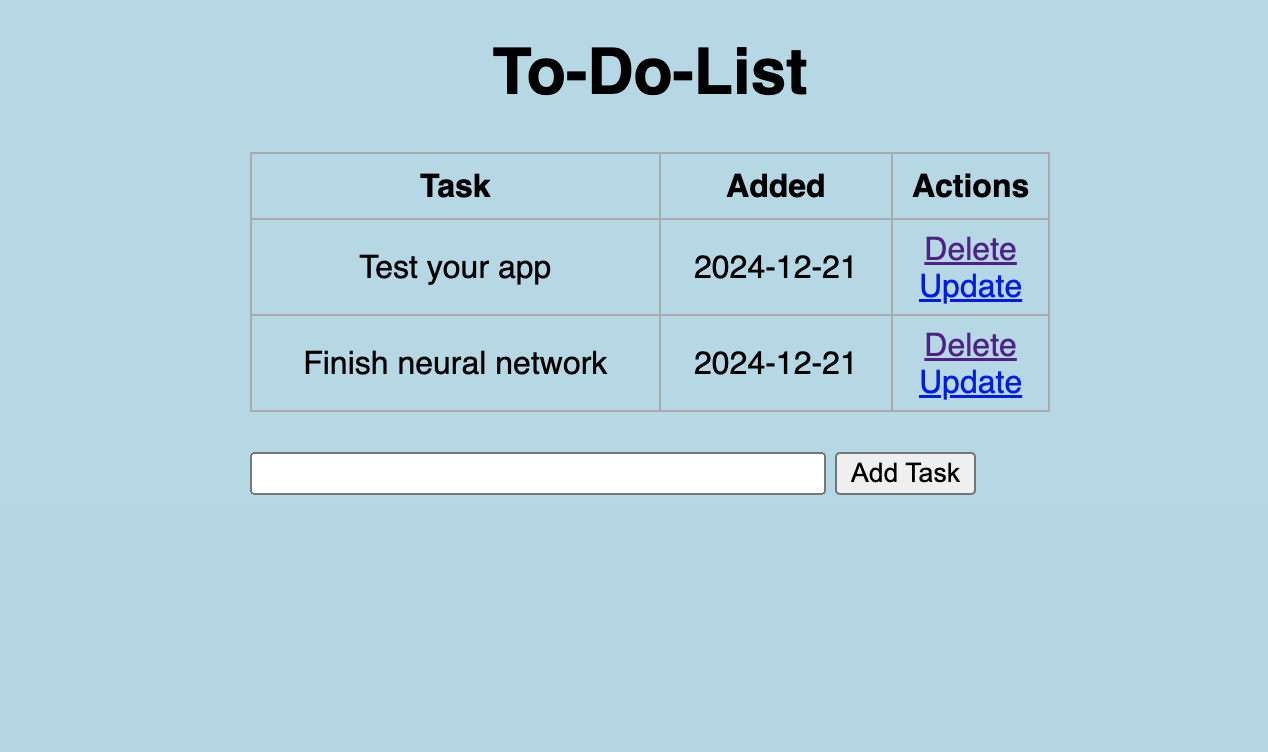 To-Do-List
Task Added Actions
Test your app 2024-12-21 Delete
Update
Finish neural network 2024-12-21 Delete
Update
Add Task